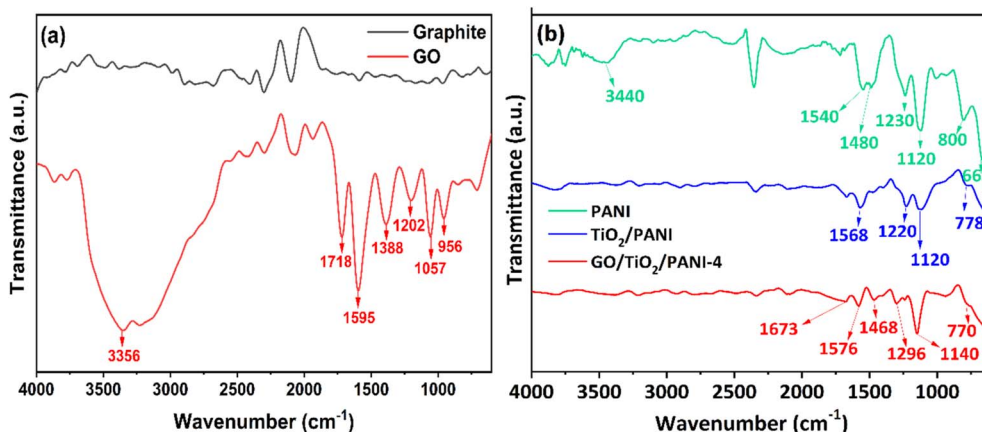 (a)
Graphite
GO
Transmittance (a.u.)
3356
1718
1595
1388
1202
1057
956
4000 3500 3000 2500 2000 1500 1000
Wavenumber (cm⁻¹)
(b)
Transmittance (a.u.)
3440
1540
1480
1230
1120
800
66
PANI
TiO₂/PANI
GO/TiO₂/PANI-4
1568
1220
1120
778
1673
1576
1468
1296
1140
770
4000 3500 3000 2500 2000 1500 1000
Wavenumber (cm⁻¹)